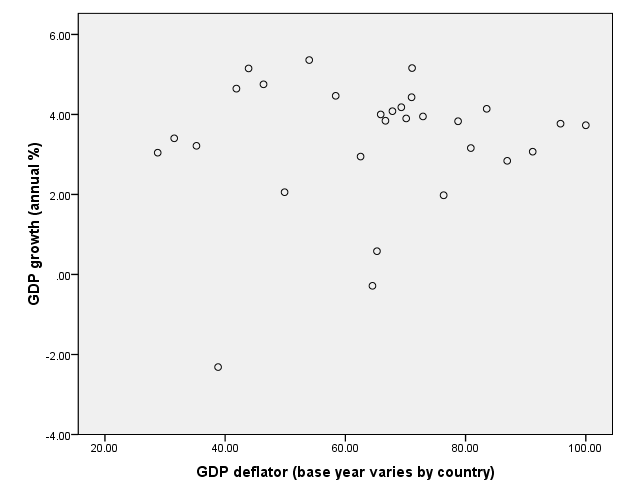 6.00
4.00
2.00
.00
-2.00
-4.00
GDP growth (annual %)
20.00 40.00 60.00 80.00 100.00
GDP deflator (base year varies by country)